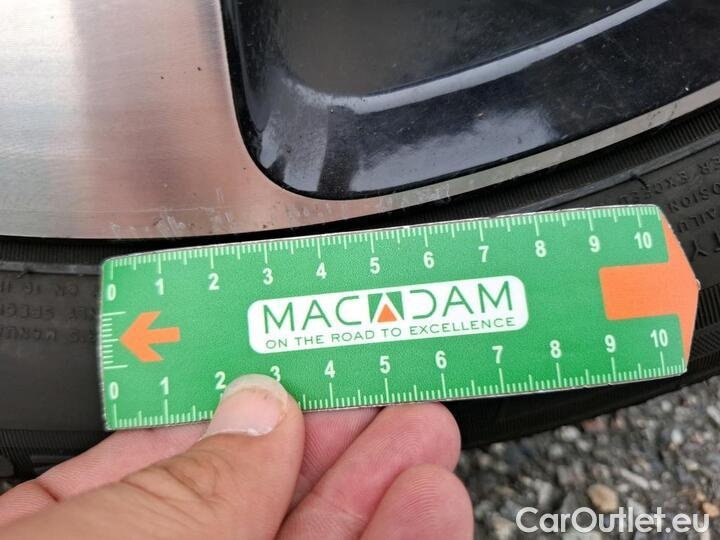 0 1 2 3 4 5 6 7 8 9 10
MACADAM
ON THE ROAD TO EXCELLENCE
0 1 2 3 4 5 6 7 8 9 10
CarOutlet.eu